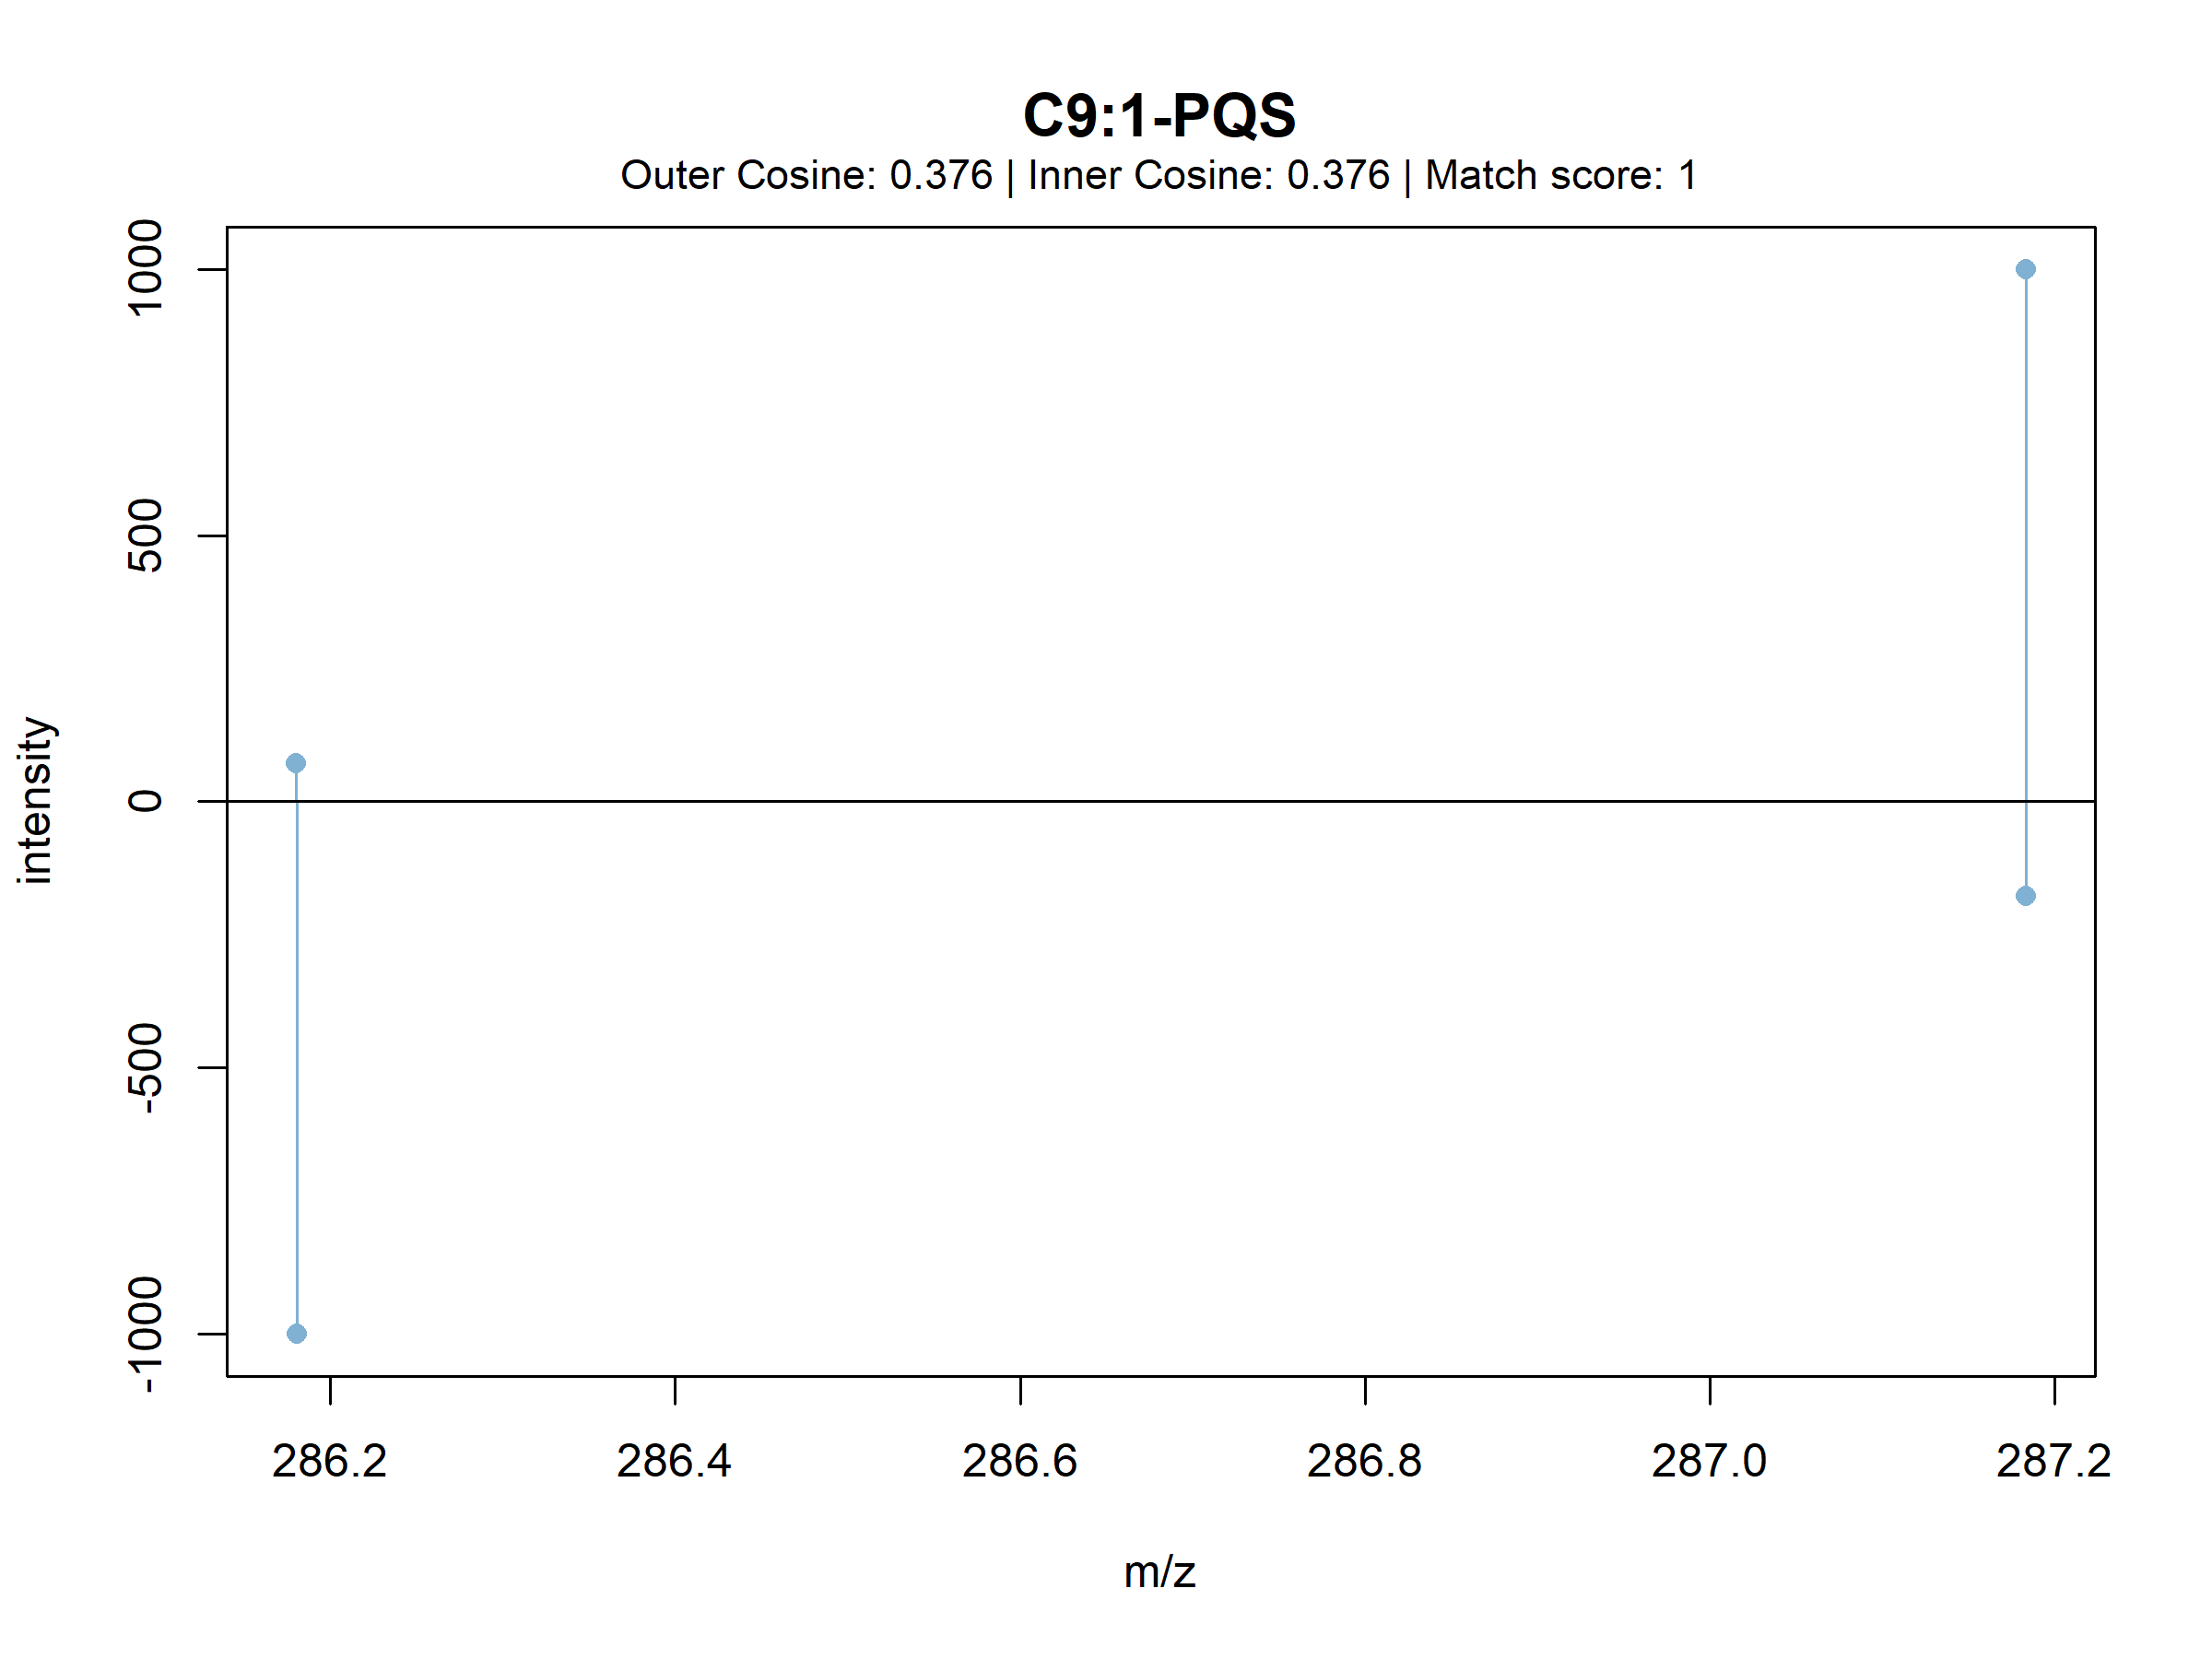 C9:1-PQS
Outer Cosine: 0.376 | Inner Cosine: 0.376 | Match score: 1
1000
500
0
-500
-1000
intensity
286.2 286.4 286.6 286.8 287.0 287.2
m/z